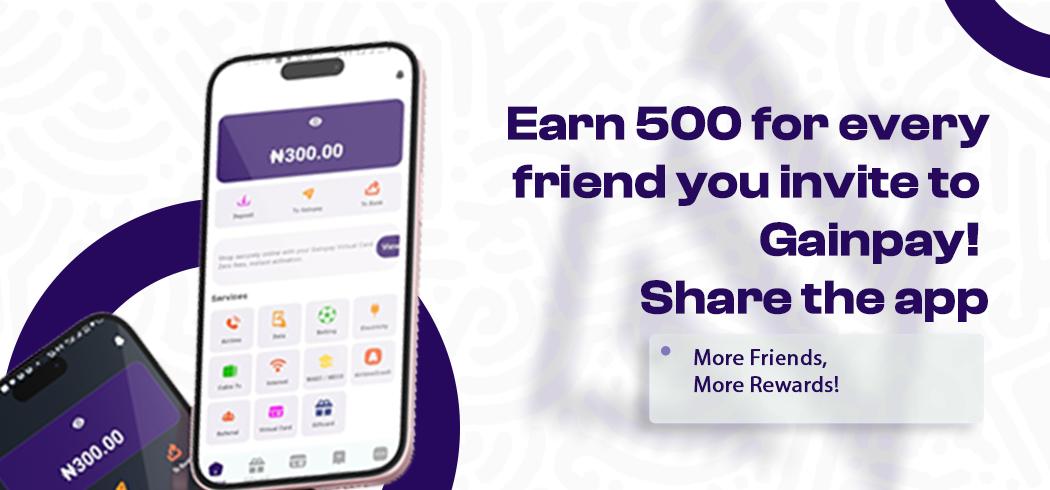 Earn 500 for every
friend you invite to
Gainpay!
Share the app
More Friends,
More Rewards!
₦300.00
Deposit
To Gainpay
To Bank
Shop securely online with your Gainpay Virtual Card
Zero fees, instant activation.
View
Services
Airtime
Data
Betting
Electricity
Cable Tv
Internet
WAEC / NECO
Referral
Virtual Card
Giftcard
₦300.00